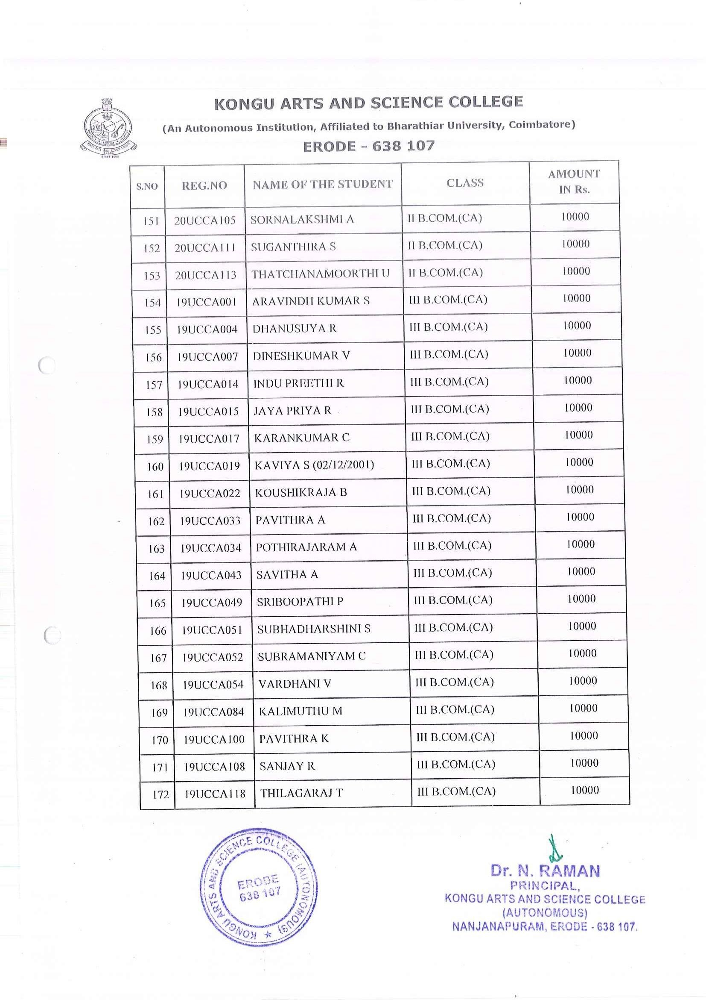 KONGU ARTS AND SCIENCE COLLEGE
(An Autonomous Institution, Affiliated to Bharathiar University, Coimbatore)
ERODE - 638 107
KONGU ARTS AND SCIENCE COLLEGE
ERODE
Since 1994
S.NO REG.NO NAME OF THE STUDENT CLASS AMOUNT IN Rs.
151 20UCCA105 SORNALAKSHMI A II B.COM.(CA) 10000
152 20UCCA111 SUGANTHIRA S II B.COM.(CA) 10000
153 20UCCA113 THATCHANAMOORTHI U II B.COM.(CA) 10000
154 19UCCA001 ARAVINDH KUMAR S III B.COM.(CA) 10000
155 19UCCA004 DHANUSUYA R III B.COM.(CA) 10000
156 19UCCA007 DINESHKUMAR V III B.COM.(CA) 10000
157 19UCCA014 INDU PREETHI R III B.COM.(CA) 10000
158 19UCCA015 JAYA PRIYA R III B.COM.(CA) 10000
159 19UCCA017 KARANKUMAR C III B.COM.(CA) 10000
160 19UCCA019 KAVIYA S (02/12/2001) III B.COM.(CA) 10000
161 19UCCA022 KOUSHIKRAJA B III B.COM.(CA) 10000
162 19UCCA033 PAVITHRA A III B.COM.(CA) 10000
163 19UCCA034 POTHIRAJARAM A III B.COM.(CA) 10000
164 19UCCA043 SAVITHA A III B.COM.(CA) 10000
165 19UCCA049 SRIBOOPATHI P III B.COM.(CA) 10000
166 19UCCA051 SUBHADHARSHINI S III B.COM.(CA) 10000
167 19UCCA052 SUBRAMANIYAM C III B.COM.(CA) 10000
168 19UCCA054 VARDHANI V III B.COM.(CA) 10000
169 19UCCA084 KALIMUTHU M III B.COM.(CA) 10000
170 19UCCA100 PAVITHRA K III B.COM.(CA) 10000
171 19UCCA108 SANJAY R III B.COM.(CA) 10000
172 19UCCA118 THILAGARAJ T III B.COM.(CA) 10000
KONGU ARTS AND SCIENCE COLLEGE (AUTONOMOUS) ★
ERODE
638 107
Dr. N. RAMAN
PRINCIPAL,
KONGU ARTS AND SCIENCE COLLEGE
(AUTONOMOUS)
NANJANAPURAM, ERODE - 638 107.